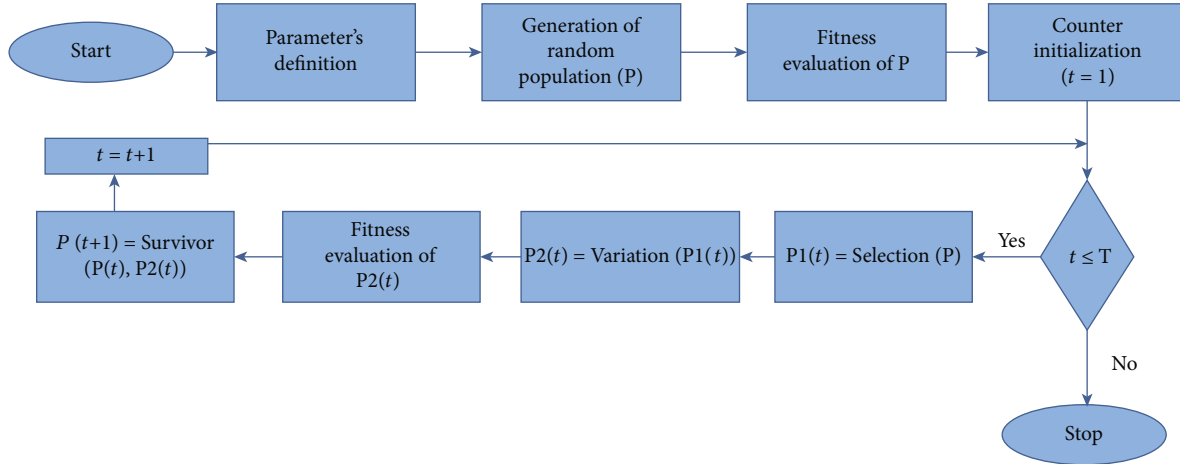 Start
Parameter's
definition
Generation of
random
population (P)
Fitness
evaluation of P
Counter
initialization
(t = 1)
t = t+1
P (t+1) = Survivor
(P(t), P2(t))
Fitness
evaluation of
P2(t)
P2(t) = Variation (P1(t))
P1(t) = Selection (P)
Yes
t ≤ T
No
Stop